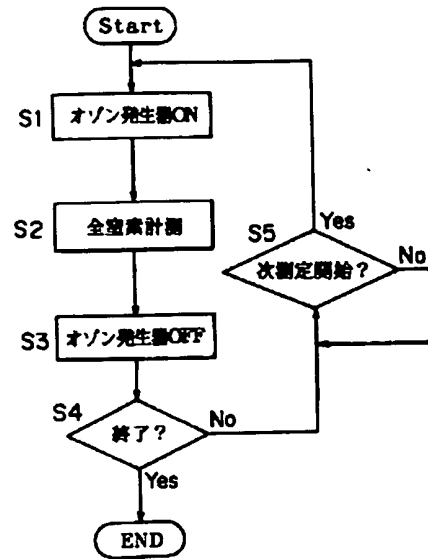 Start
S1
オゾン発生器ON
S2
全窒素計測
S3
オゾン発生器OFF
S4
終了?
Yes
No
END
S5
次測定開始?
Yes
No